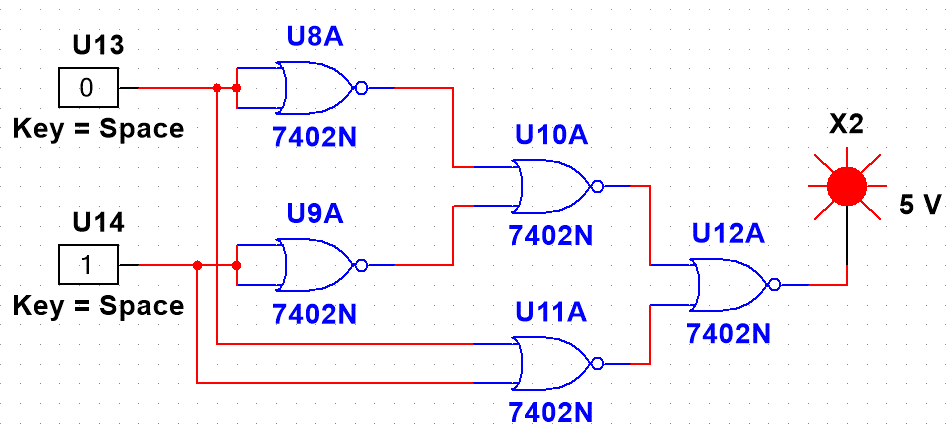 U13
0
Key = Space
U8A
7402N
U10A
7402N
X2
5 V
U14
1
Key = Space
U9A
7402N
U12A
7402N
U11A
7402N